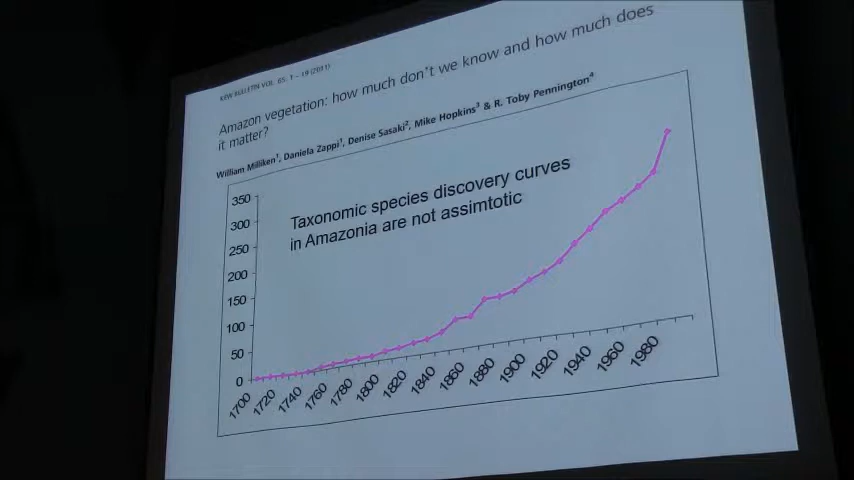 KEW BULLETIN VOL. 65: 1 – 19 (2011)
Amazon vegetation: how much don't we know and how much does
it matter?
William Milliken¹, Daniela Zappi¹, Denise Sasaki², Mike Hopkins³ & R. Toby Pennington⁴
Taxonomic species discovery curves
in Amazonia are not assimtotic
350
300
250
200
150
100
50
0
1700 1720 1740 1760 1780 1800 1820 1840 1860 1880 1900 1920 1940 1960 1980